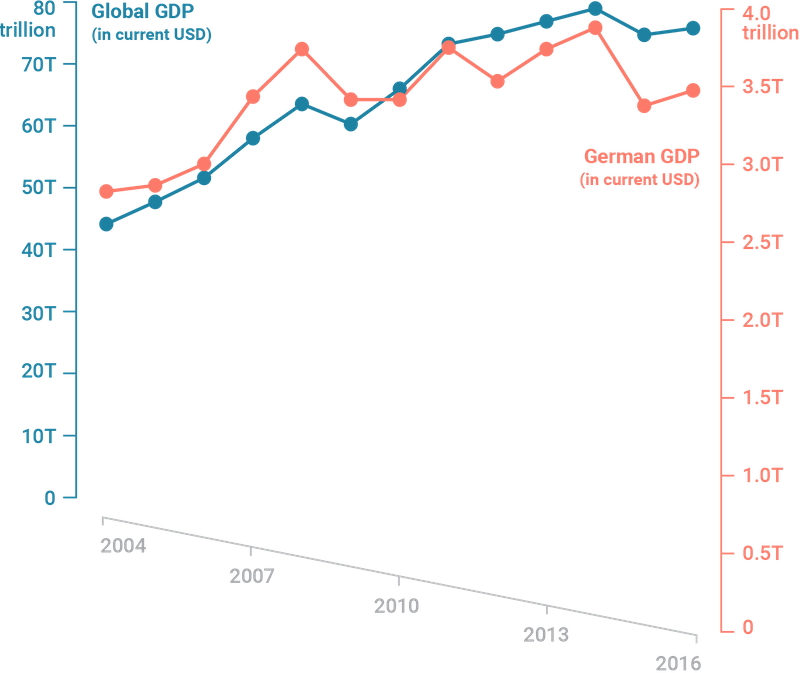 80
trillion
70T
60T
50T
40T
30T
20T
10T
0
Global GDP
(in current USD)
4.0
trillion
3.5T
3.0T
2.5T
2.0T
1.5T
1.0T
0.5T
0
German GDP
(in current USD)
2004
2007
2010
2013
2016